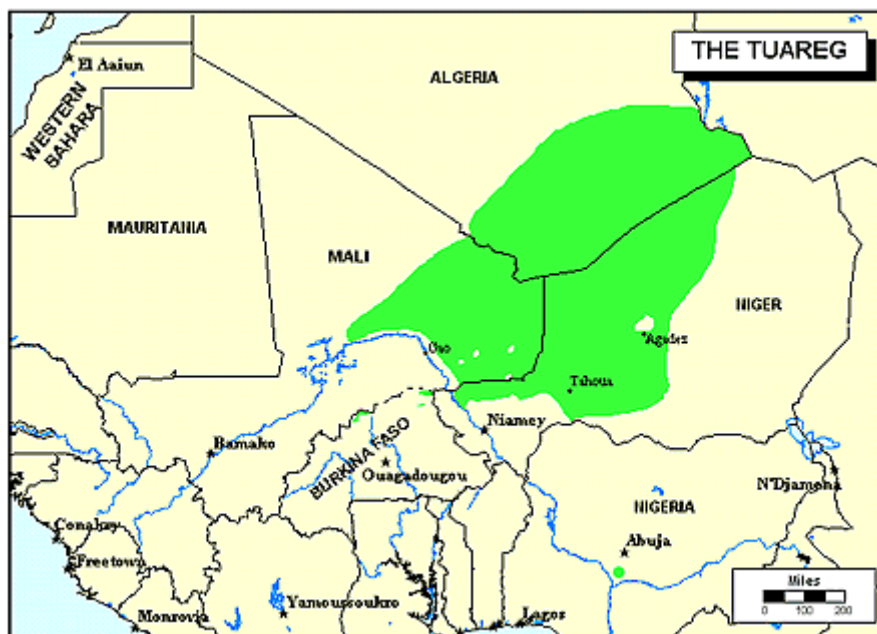 THE TUAREG
El Aaiun
ALGERIA
WESTERN
SAHARA
MAURITANIA
MALI
NIGER
Gao
Agadez
Tahoua
Niamey
Bamako
BURKINA FASO
Ouagadougou
N'Djamena
NIGERIA
Conakry
Abuja
Freetown
Miles
0 100 200
Yamoussoukro
Monrovia
Lagos